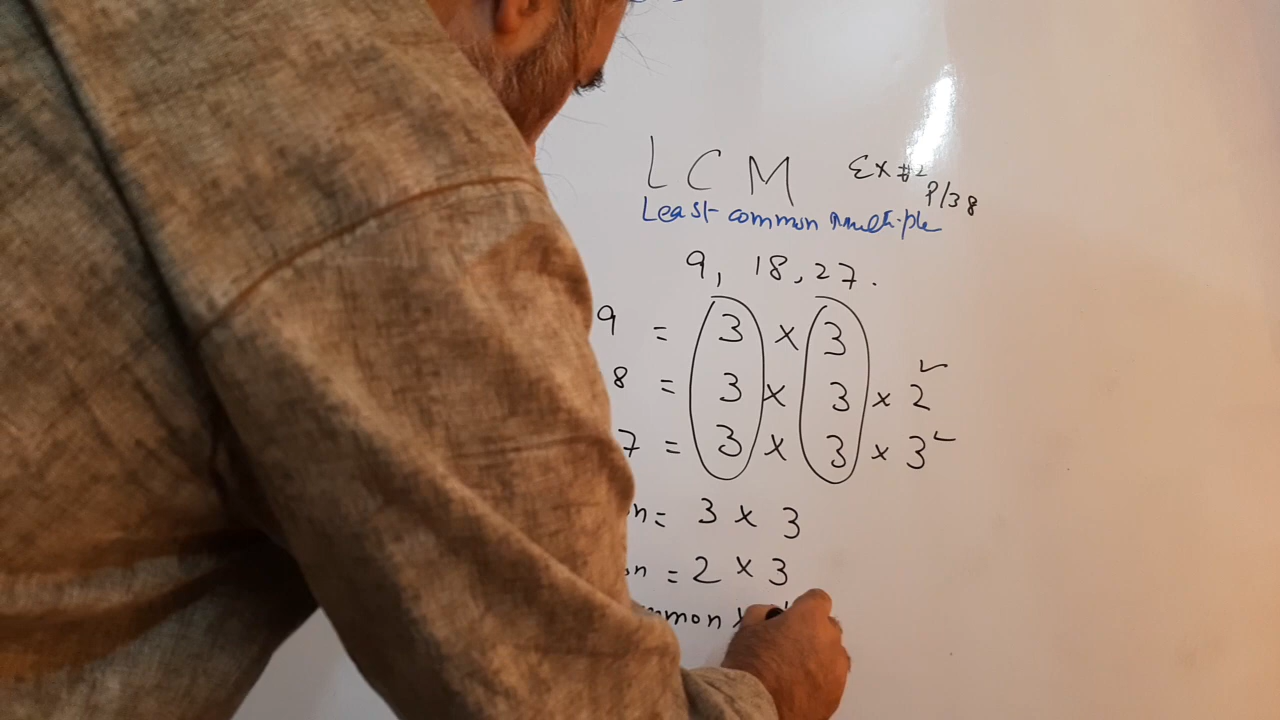 LCM Ex #2
P/38
Least common multiple
9, 18, 27.
9 = 3 × 3
8 = 3 × 3 × 2 ✓
7 = 3 × 3 × 3 ✓
n = 3 × 3
on = 2 × 3
mmon ×